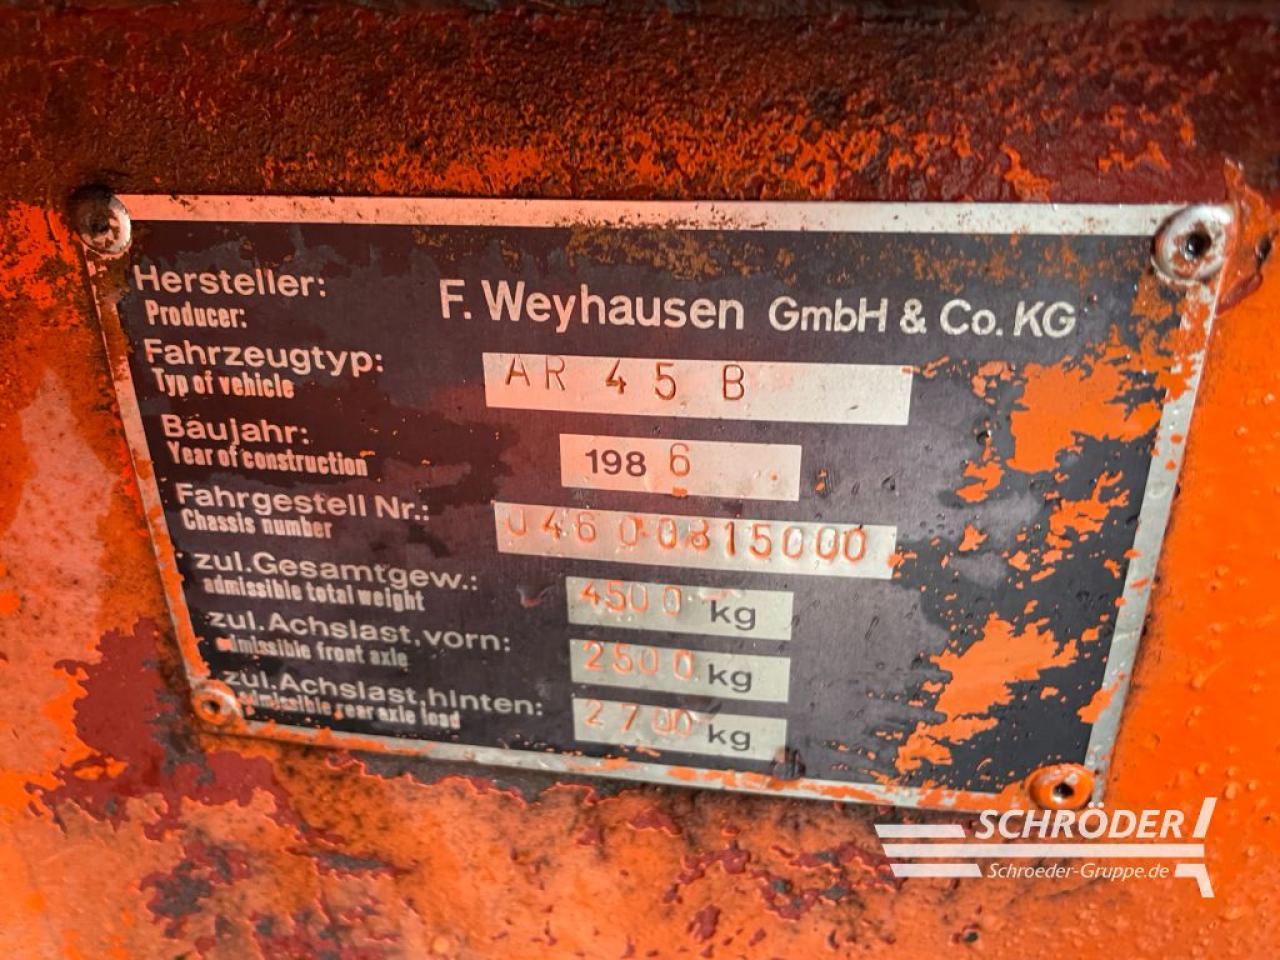 Hersteller: F. Weyhausen GmbH & Co. KG
Producer:
Fahrzeugtyp: AR 45 B
Typ of vehicle
Baujahr: 1986
Year of construction
Fahrgestell Nr.: 04600815000
Chassis number
zul.Gesamtgew.: 4500 kg
admissible total weight
zul.Achslast,vorn: 2500 kg
admissible front axle
zul.Achslast,hinten: 2700 kg
admissible rear axle load
SCHRÖDER
Schroeder-Gruppe.de